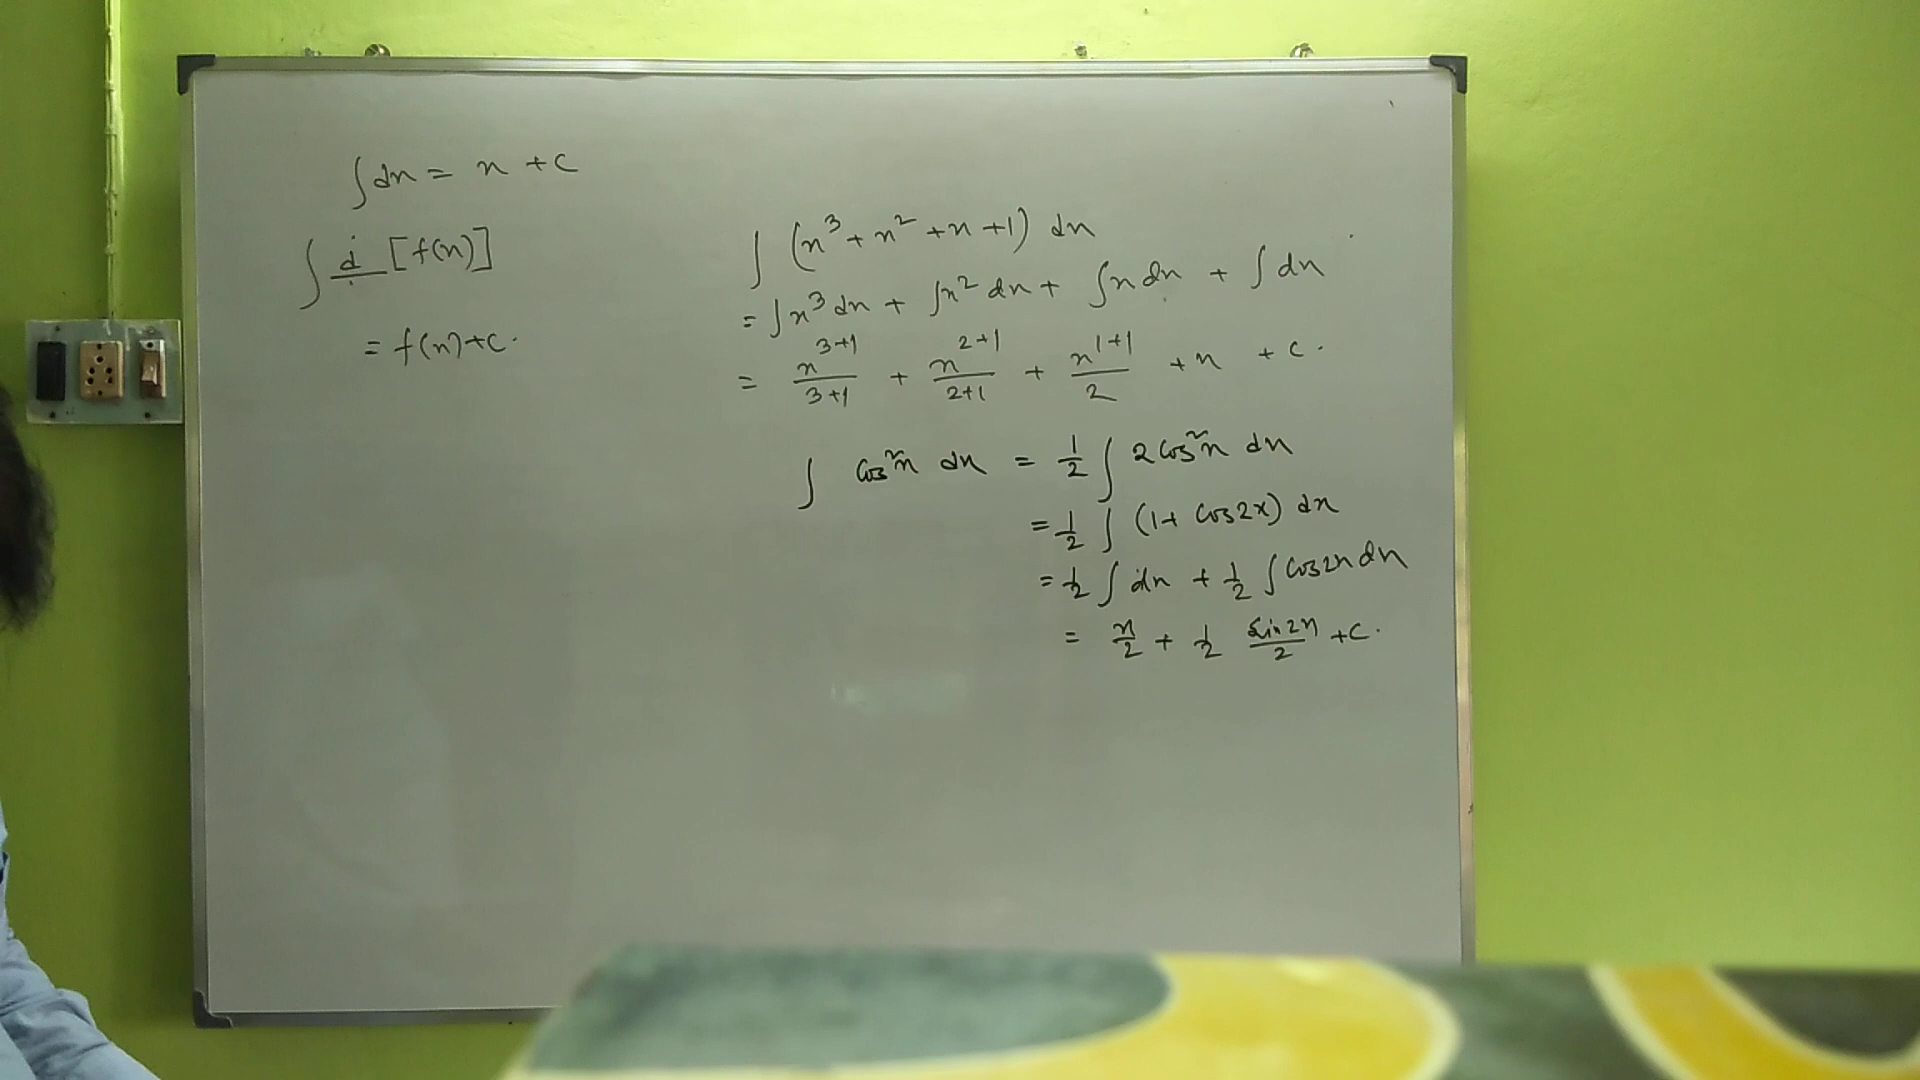 ∫dx = x + c
∫ d [f(x)]
= f(x)+c.
∫ (x³ + x² + x + 1) dx
= ∫x³ dx + ∫x² dx + ∫x dx + ∫dx
= x^(3+1)/(3+1) + x^(2+1)/(2+1) + x^(1+1)/2 + x + c.
∫ cos²x dx = 1/2 ∫ 2 cos²x dx
= 1/2 ∫ (1 + cos2x) dx
= 1/2 ∫ dx + 1/2 ∫ cos2x dx
= x/2 + 1/2 sin2x/2 + c.